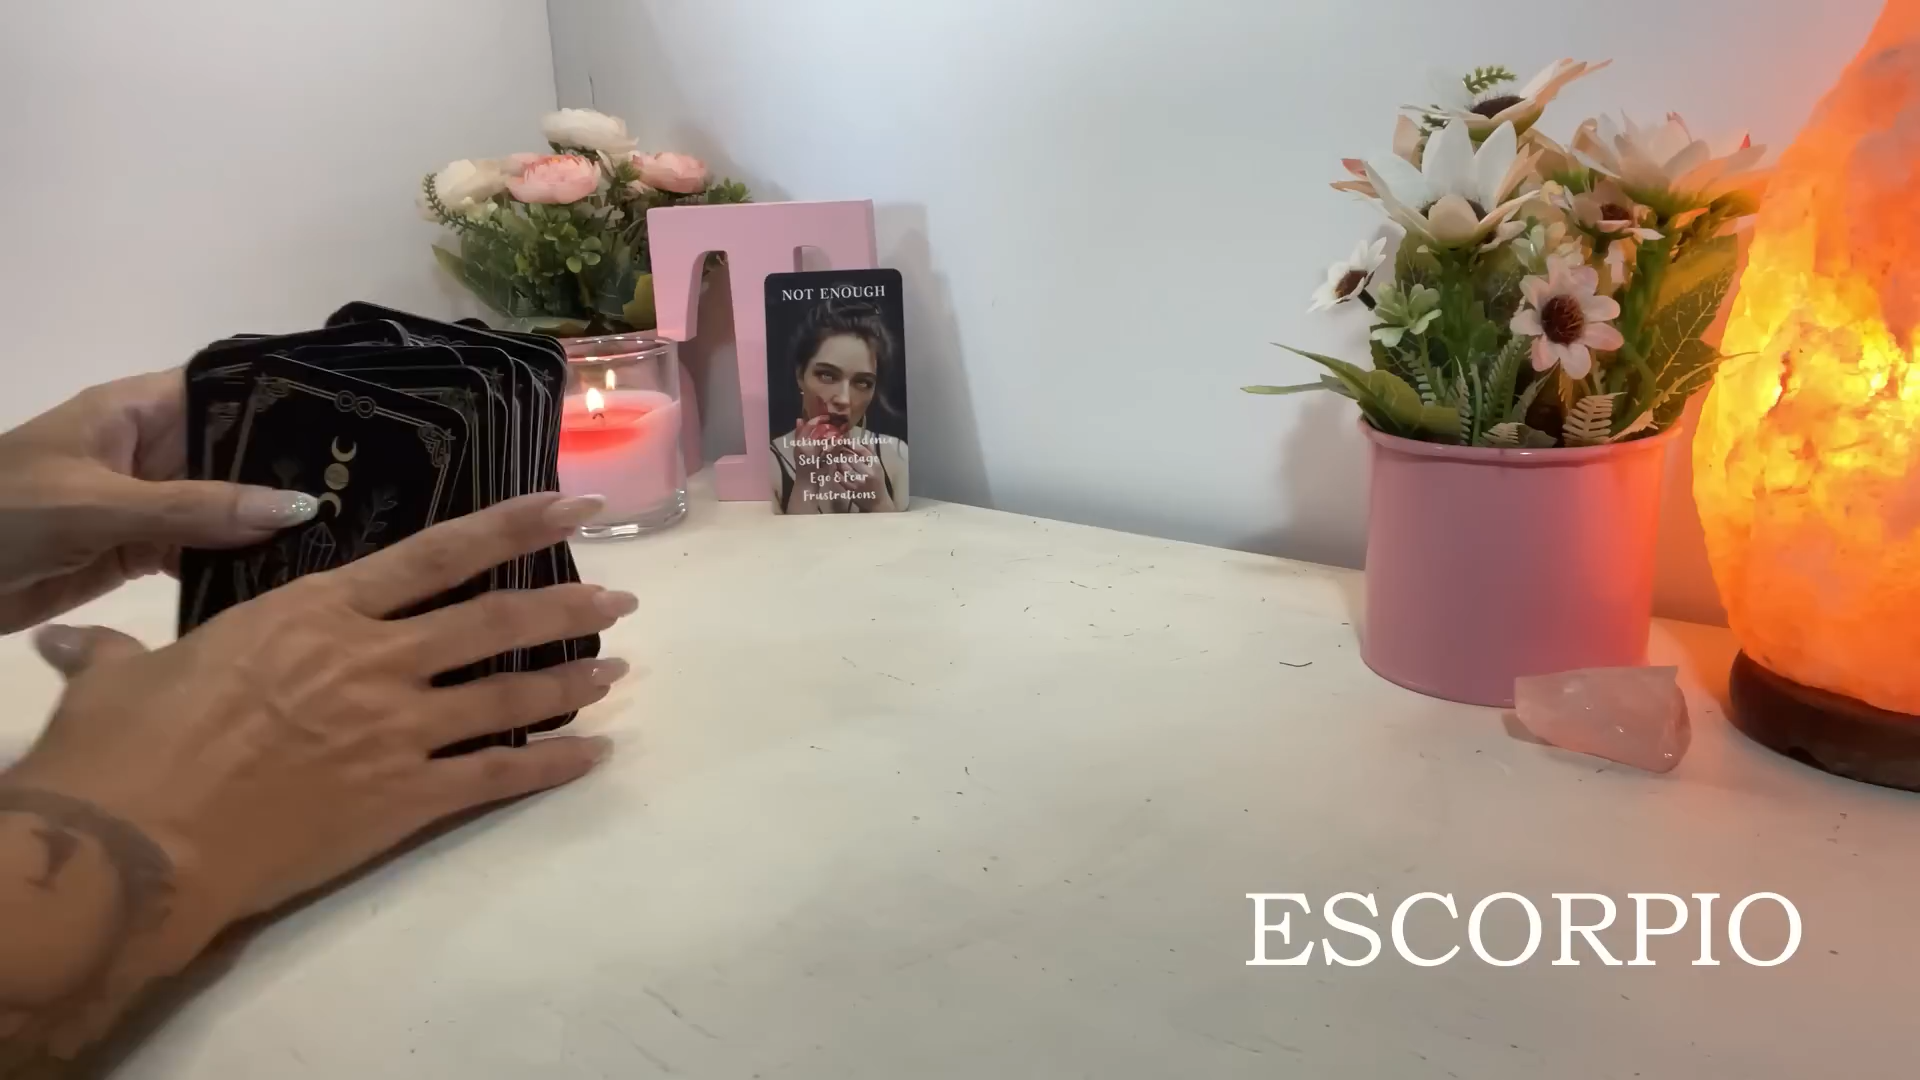 T
NOT ENOUGH
Lacking Confidence
Self-Sabotage
Ego & Fear
Frustrations
ESCORPIO